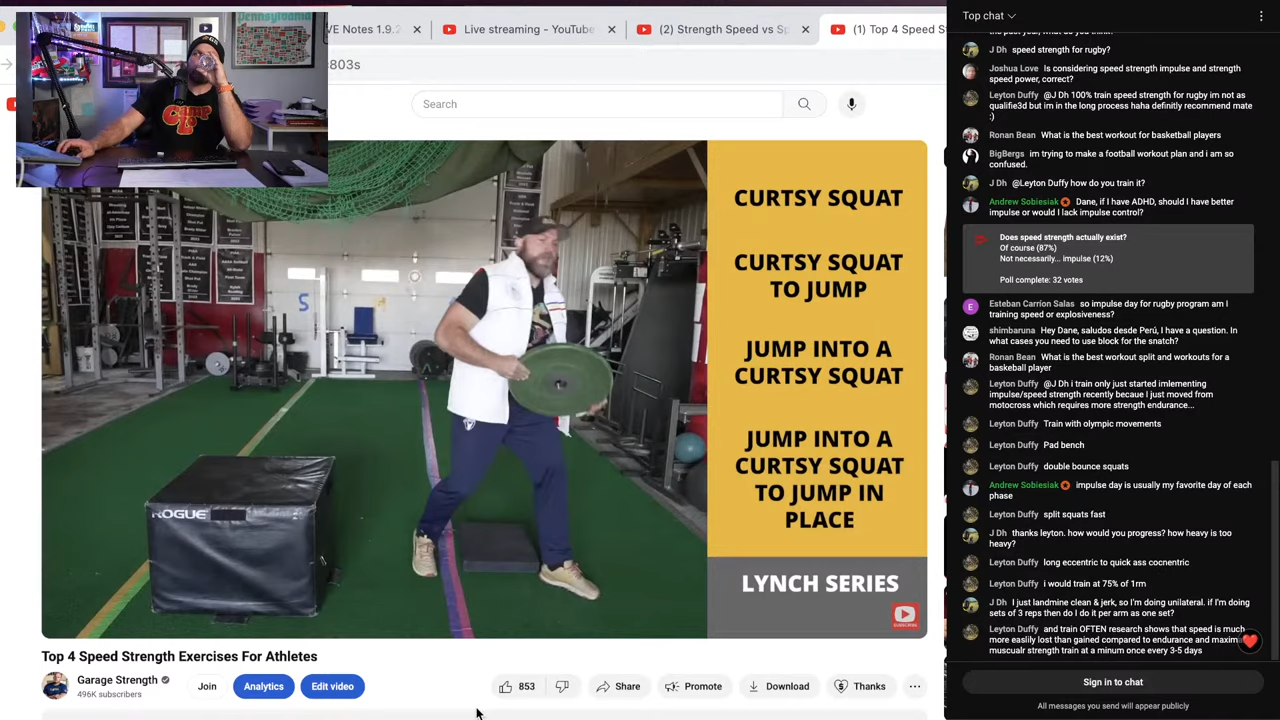 Pennsylvania
VE Notes 1.9.2
Live streaming - YouTube
(2) Strength Speed vs Sp
(1) Top 4 Speed S
803s
Search
CURTSY SQUAT
CURTSY SQUAT
TO JUMP
JUMP INTO A
CURTSY SQUAT
JUMP INTO A
CURTSY SQUAT
TO JUMP IN
PLACE
LYNCH SERIES
ROGUE
Top 4 Speed Strength Exercises For Athletes
Garage Strength
496K subscribers
Join
Analytics
Edit video
853
Share
Promote
Download
Thanks
Top chat
the past year, what do you think?
J Dh speed strength for rugby?
Joshua Love Is considering speed strength impulse and strength
speed power, correct?
Leyton Duffy @J Dh 100% train speed strength for rugby im not as
qualifie3d but im in the long process haha definitly recommend mate
:)
Ronan Bean What is the best workout for basketball players
BigBergs im trying to make a football workout plan and i am so
confused.
J Dh @Leyton Duffy how do you train it?
Andrew Sobiesiak Dane, if I have ADHD, should I have better
impulse or would I lack impulse control?
Does speed strength actually exist?
Of course (87%)
Not necessarily... impulse (12%)
Poll complete: 32 votes
E
Esteban Carrión Salas so impulse day for rugby program am I
training speed or explosiveness?
shimbaruna Hey Dane, saludos desde Perú, I have a question. In
what cases you need to use block for the snatch?
Ronan Bean What is the best workout split and workouts for a
baskeball player
Leyton Duffy @J Dh i train only just started imlementing
impulse/speed strength recently becaue I just moved from
motocross which requires more strength endurance...
Leyton Duffy Train with olympic movements
Leyton Duffy Pad bench
Leyton Duffy double bounce squats
Andrew Sobiesiak impulse day is usually my favorite day of each
phase
Leyton Duffy split squats fast
J Dh thanks leyton. how would you progress? how heavy is too
heavy?
Leyton Duffy long eccentric to quick ass cocnentric
Leyton Duffy i would train at 75% of 1rm
J Dh I just landmine clean & jerk, so I'm doing unilateral. if I'm doing
sets of 3 reps then do I do it per arm as one set?
Leyton Duffy and train OFTEN research shows that speed is much
more easlily lost than gained compared to endurance and maxim
muscualr strength train at a minum once every 3-5 days
Sign in to chat
All messages you send will appear publicly